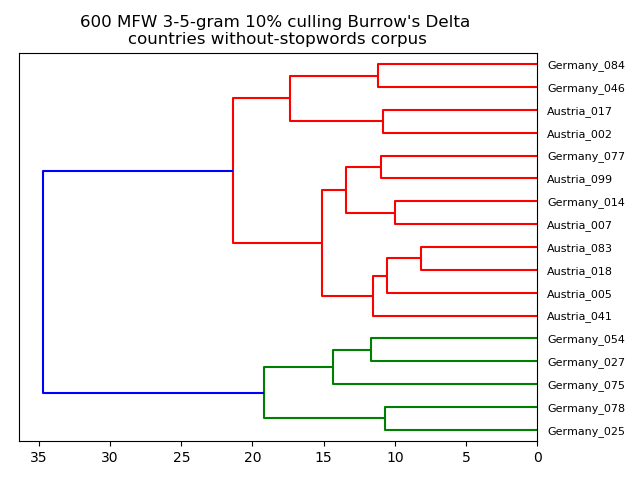 600 MFW 3-5-gram 10% culling Burrow's Delta
countries without-stopwords corpus
Germany_084
Germany_046
Austria_017
Austria_002
Germany_077
Austria_099
Germany_014
Austria_007
Austria_083
Austria_018
Austria_005
Austria_041
Germany_054
Germany_027
Germany_075
Germany_078
Germany_025
35 30 25 20 15 10 5 0